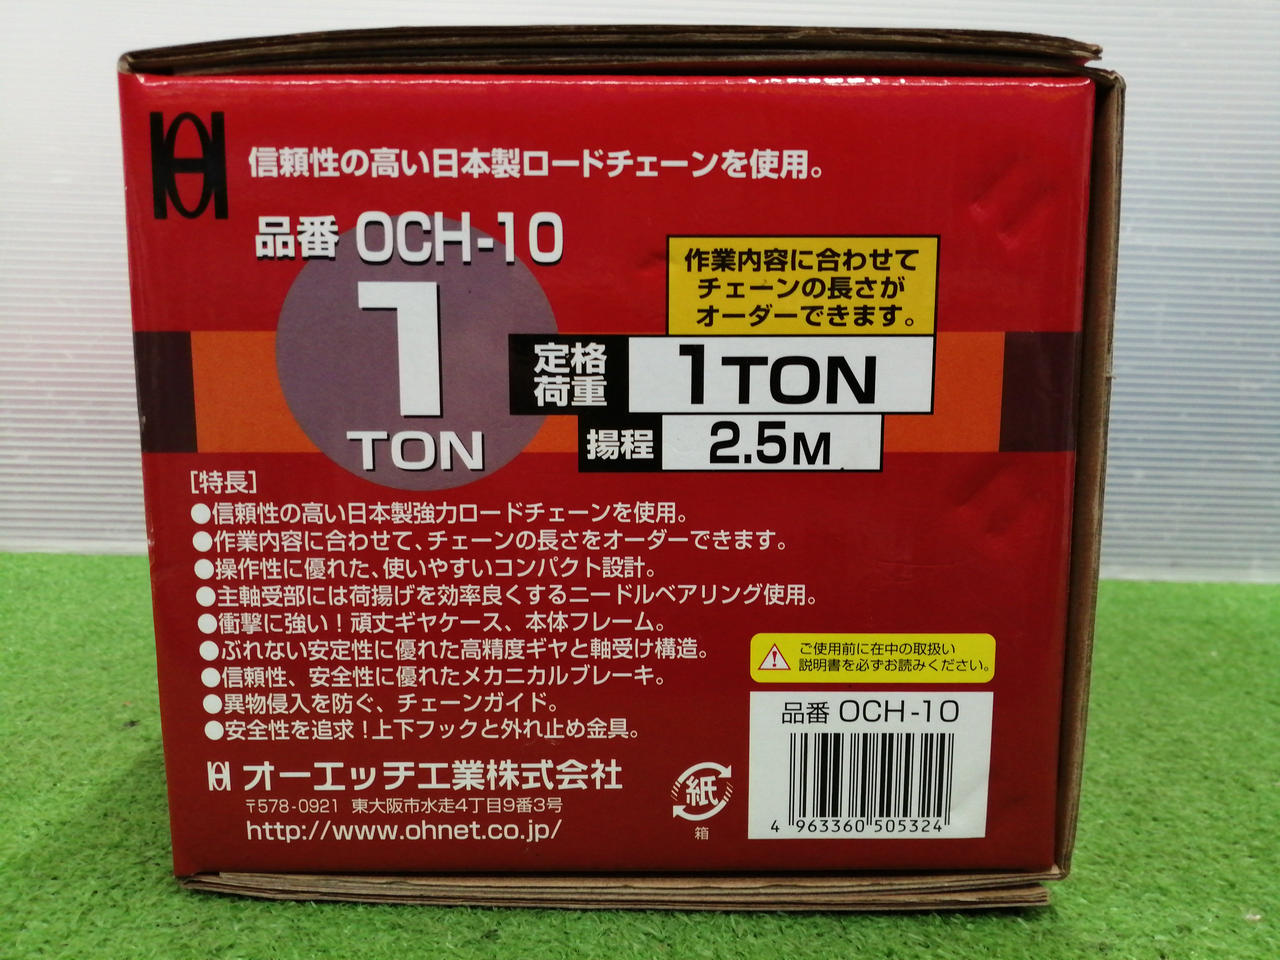 信頼性の高い日本製ロードチェーンを使用。
品番 OCH-10
1
TON
作業内容に合わせて
チェーンの長さが
オーダーできます。
定格
荷重
1TON
揚程
2.5M
[特長]
●信頼性の高い日本製強力ロードチェーンを使用。
●作業内容に合わせて、チェーンの長さをオーダーできます。
●操作性に優れた、使いやすいコンパクト設計。
●主軸受部には荷揚げを効率良くするニードルベアリング使用。
●衝撃に強い!頑丈ギヤケース、本体フレーム。
●ぶれない安定性に優れた高精度ギヤと軸受け構造。
●信頼性、安全性に優れたメカニカルブレーキ。
●異物侵入を防ぐ、チェーンガイド。
●安全性を追求!上下フックと外れ止め金具。
オーエッチ工業株式会社
〒578-0921 東大阪市水走4丁目9番3号
http://www.ohnet.co.jp/
紙
箱
ご使用前に在中の取扱い
説明書を必ずお読みください。
品番 OCH-10
4 963360 505324